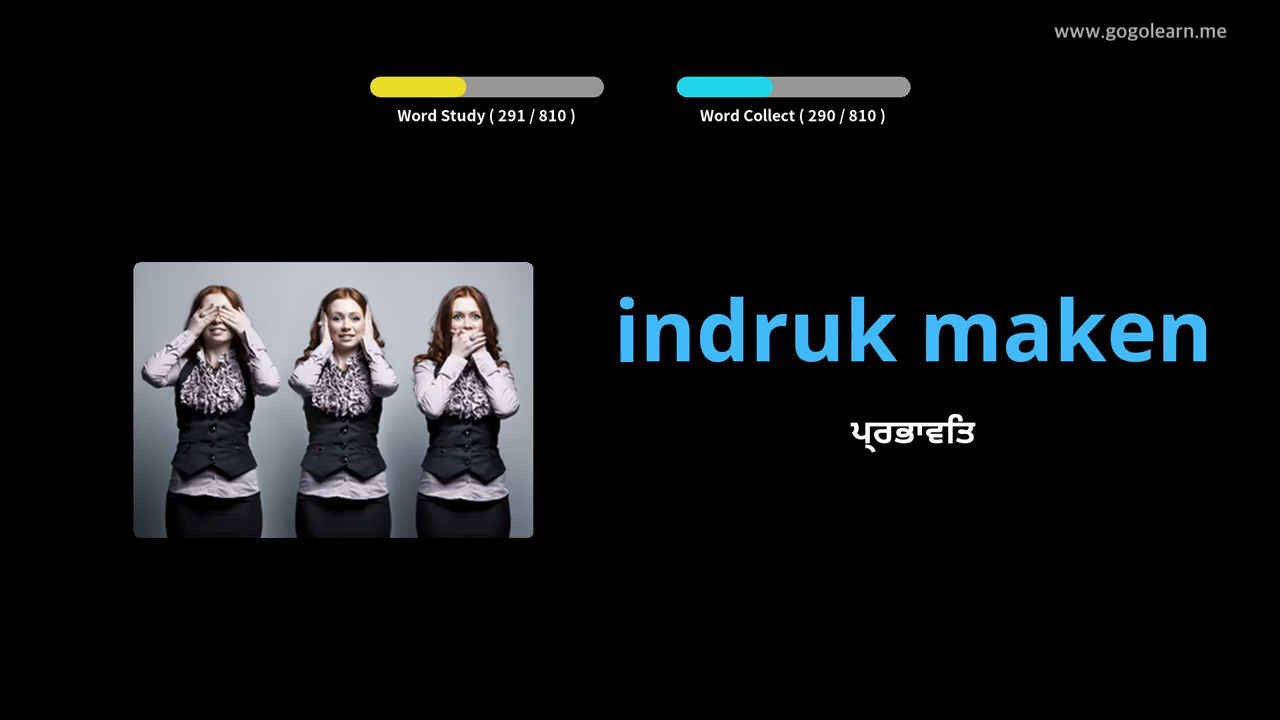 www.gogolearn.me
Word Study ( 291 / 810 )
Word Collect ( 290 / 810 )
indruk maken
ਪ੍ਰਭਾਵਤਿ